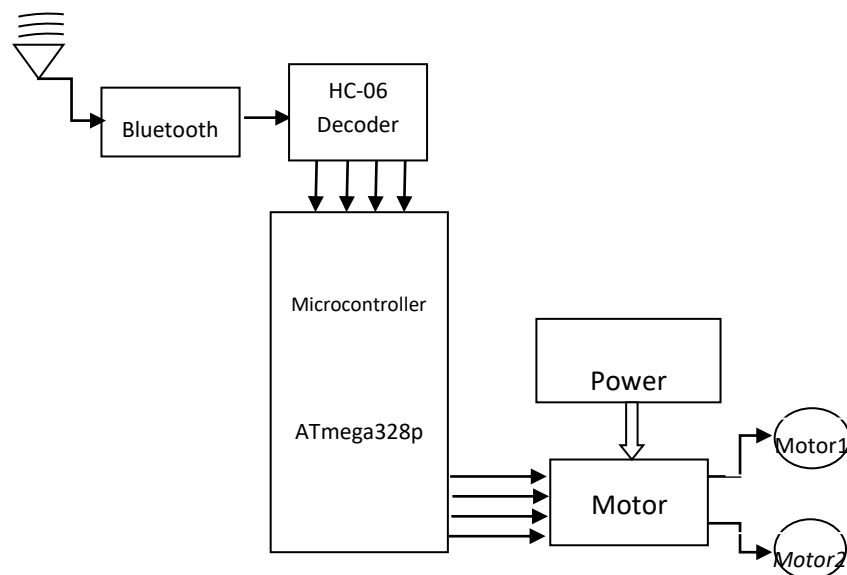 HC-06
Decoder
Bluetooth
Microcontroller
ATmega328p
Power
Motor
Motor1
Motor2